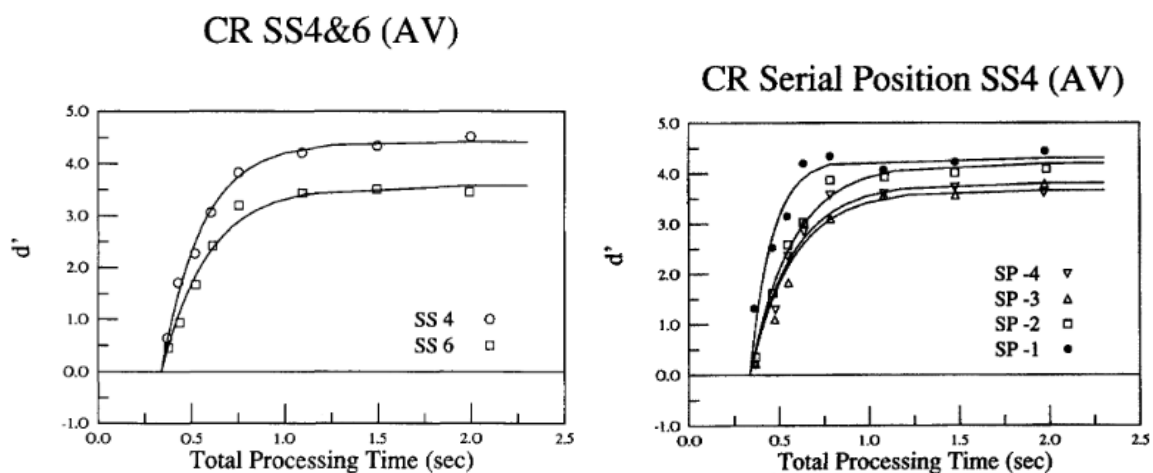 CR SS4&6 (AV)
5.0
4.0
3.0
2.0
1.0
0.0
-1.0
d'
SS 4
SS 6
0.0 0.5 1.0 1.5 2.0 2.5
Total Processing Time (sec)
CR Serial Position SS4 (AV)
5.0
4.0
3.0
2.0
1.0
0.0
-1.0
d'
SP -4
SP -3
SP -2
SP -1
0.0 0.5 1.0 1.5 2.0 2.5
Total Processing Time (sec)